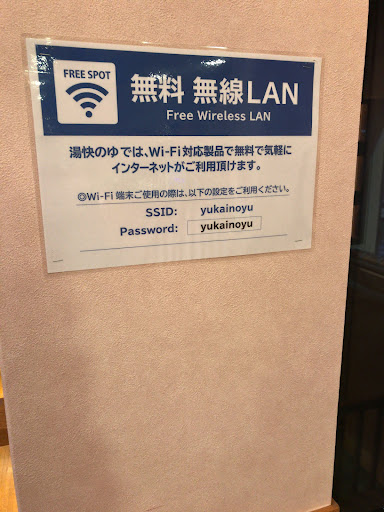 FREE SPOT
無料 無線LAN
Free Wireless LAN
湯快のゆでは、Wi-Fi対応製品で無料で気軽に
インターネットがご利用頂けます。
◎Wi-Fi 端末ご使用の際は、以下の設定をご利用ください。
SSID: yukainoyu
Password: yukainoyu